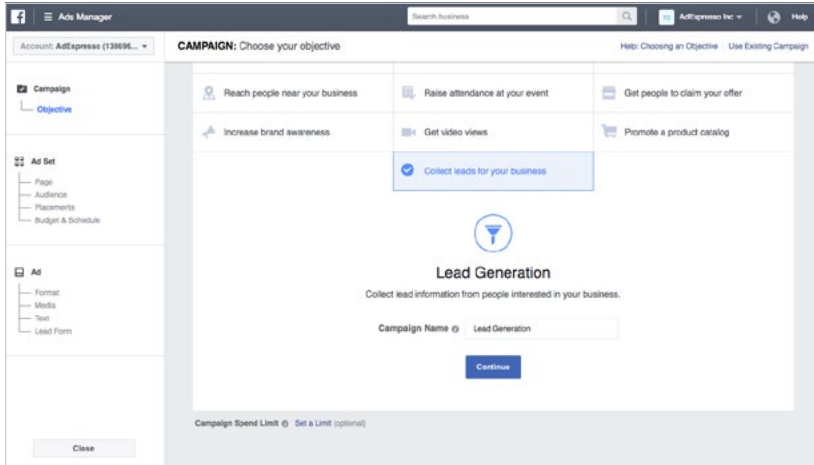 f Ads Manager Search business AdEspresso Inc Help
Account: AdEspresso (138696...
CAMPAIGN: Choose your objective Help: Choosing an Objective Use Existing Campaign
Campaign
Objective
Ad Set
Page
Audience
Placements
Budget & Schedule
Ad
Format
Media
Text
Lead Form
Close
Reach people near your business Raise attendance at your event Get people to claim your offer
Increase brand awareness Get video views Promote a product catalog
Collect leads for your business
Lead Generation
Collect lead information from people interested in your business.
Campaign Name Lead Generation
Continue
Campaign Spend Limit Set a Limit (optional)